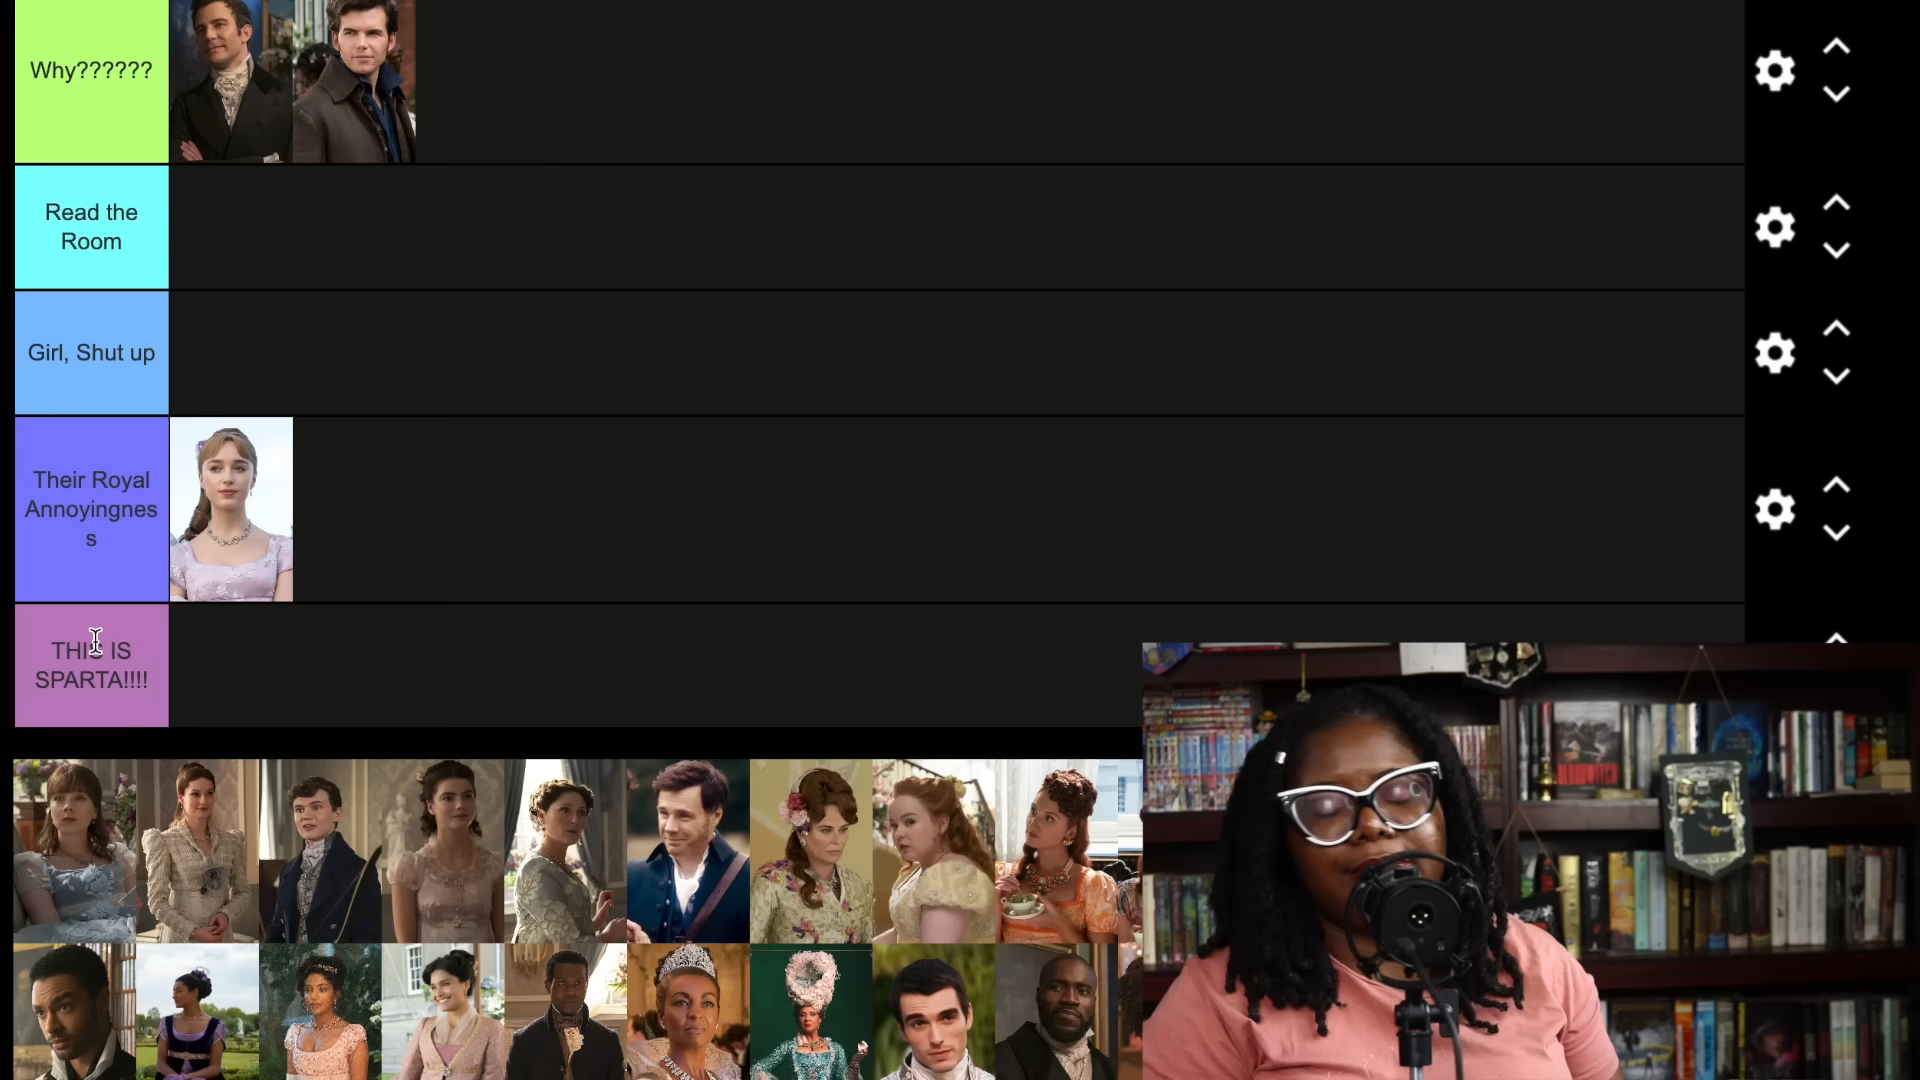 Why??????
Read the
Room
Girl, Shut up
Their Royal
Annoyingnes
s
THIS IS
SPARTA!!!!